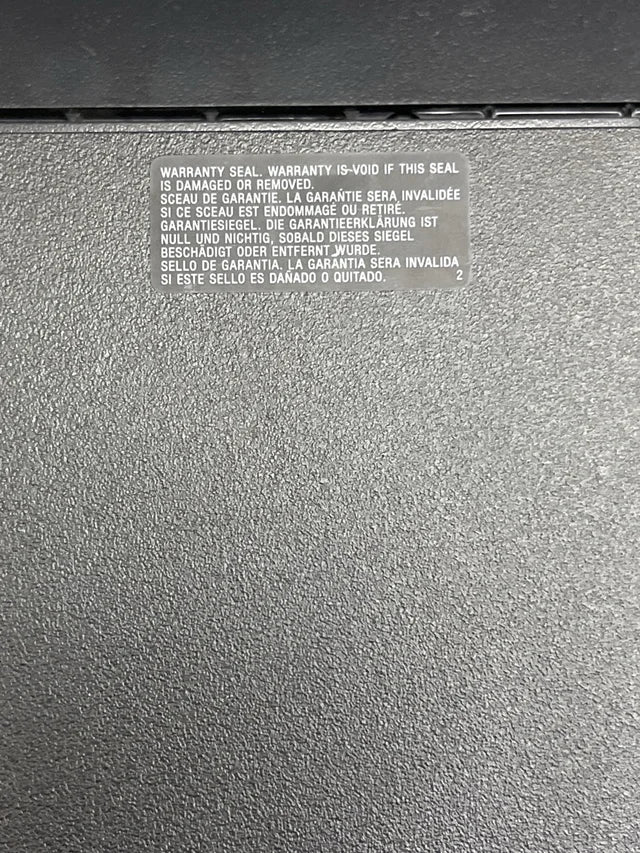 WARRANTY SEAL. WARRANTY IS VOID IF THIS SEAL
IS DAMAGED OR REMOVED.
SCEAU DE GARANTIE. LA GARANTIE SERA INVALIDÉE
SI CE SCEAU EST ENDOMMAGÉ OU RETIRÉ.
GARANTIESIEGEL. DIE GARANTIEERKLÄRUNG IST
NULL UND NICHTIG, SOBALD DIESES SIEGEL
BESCHÄDIGT ODER ENTFERNT WURDE.
SELLO DE GARANTIA. LA GARANTIA SERA INVALIDA
SI ESTE SELLO ES DAÑADO O QUITADO. 2